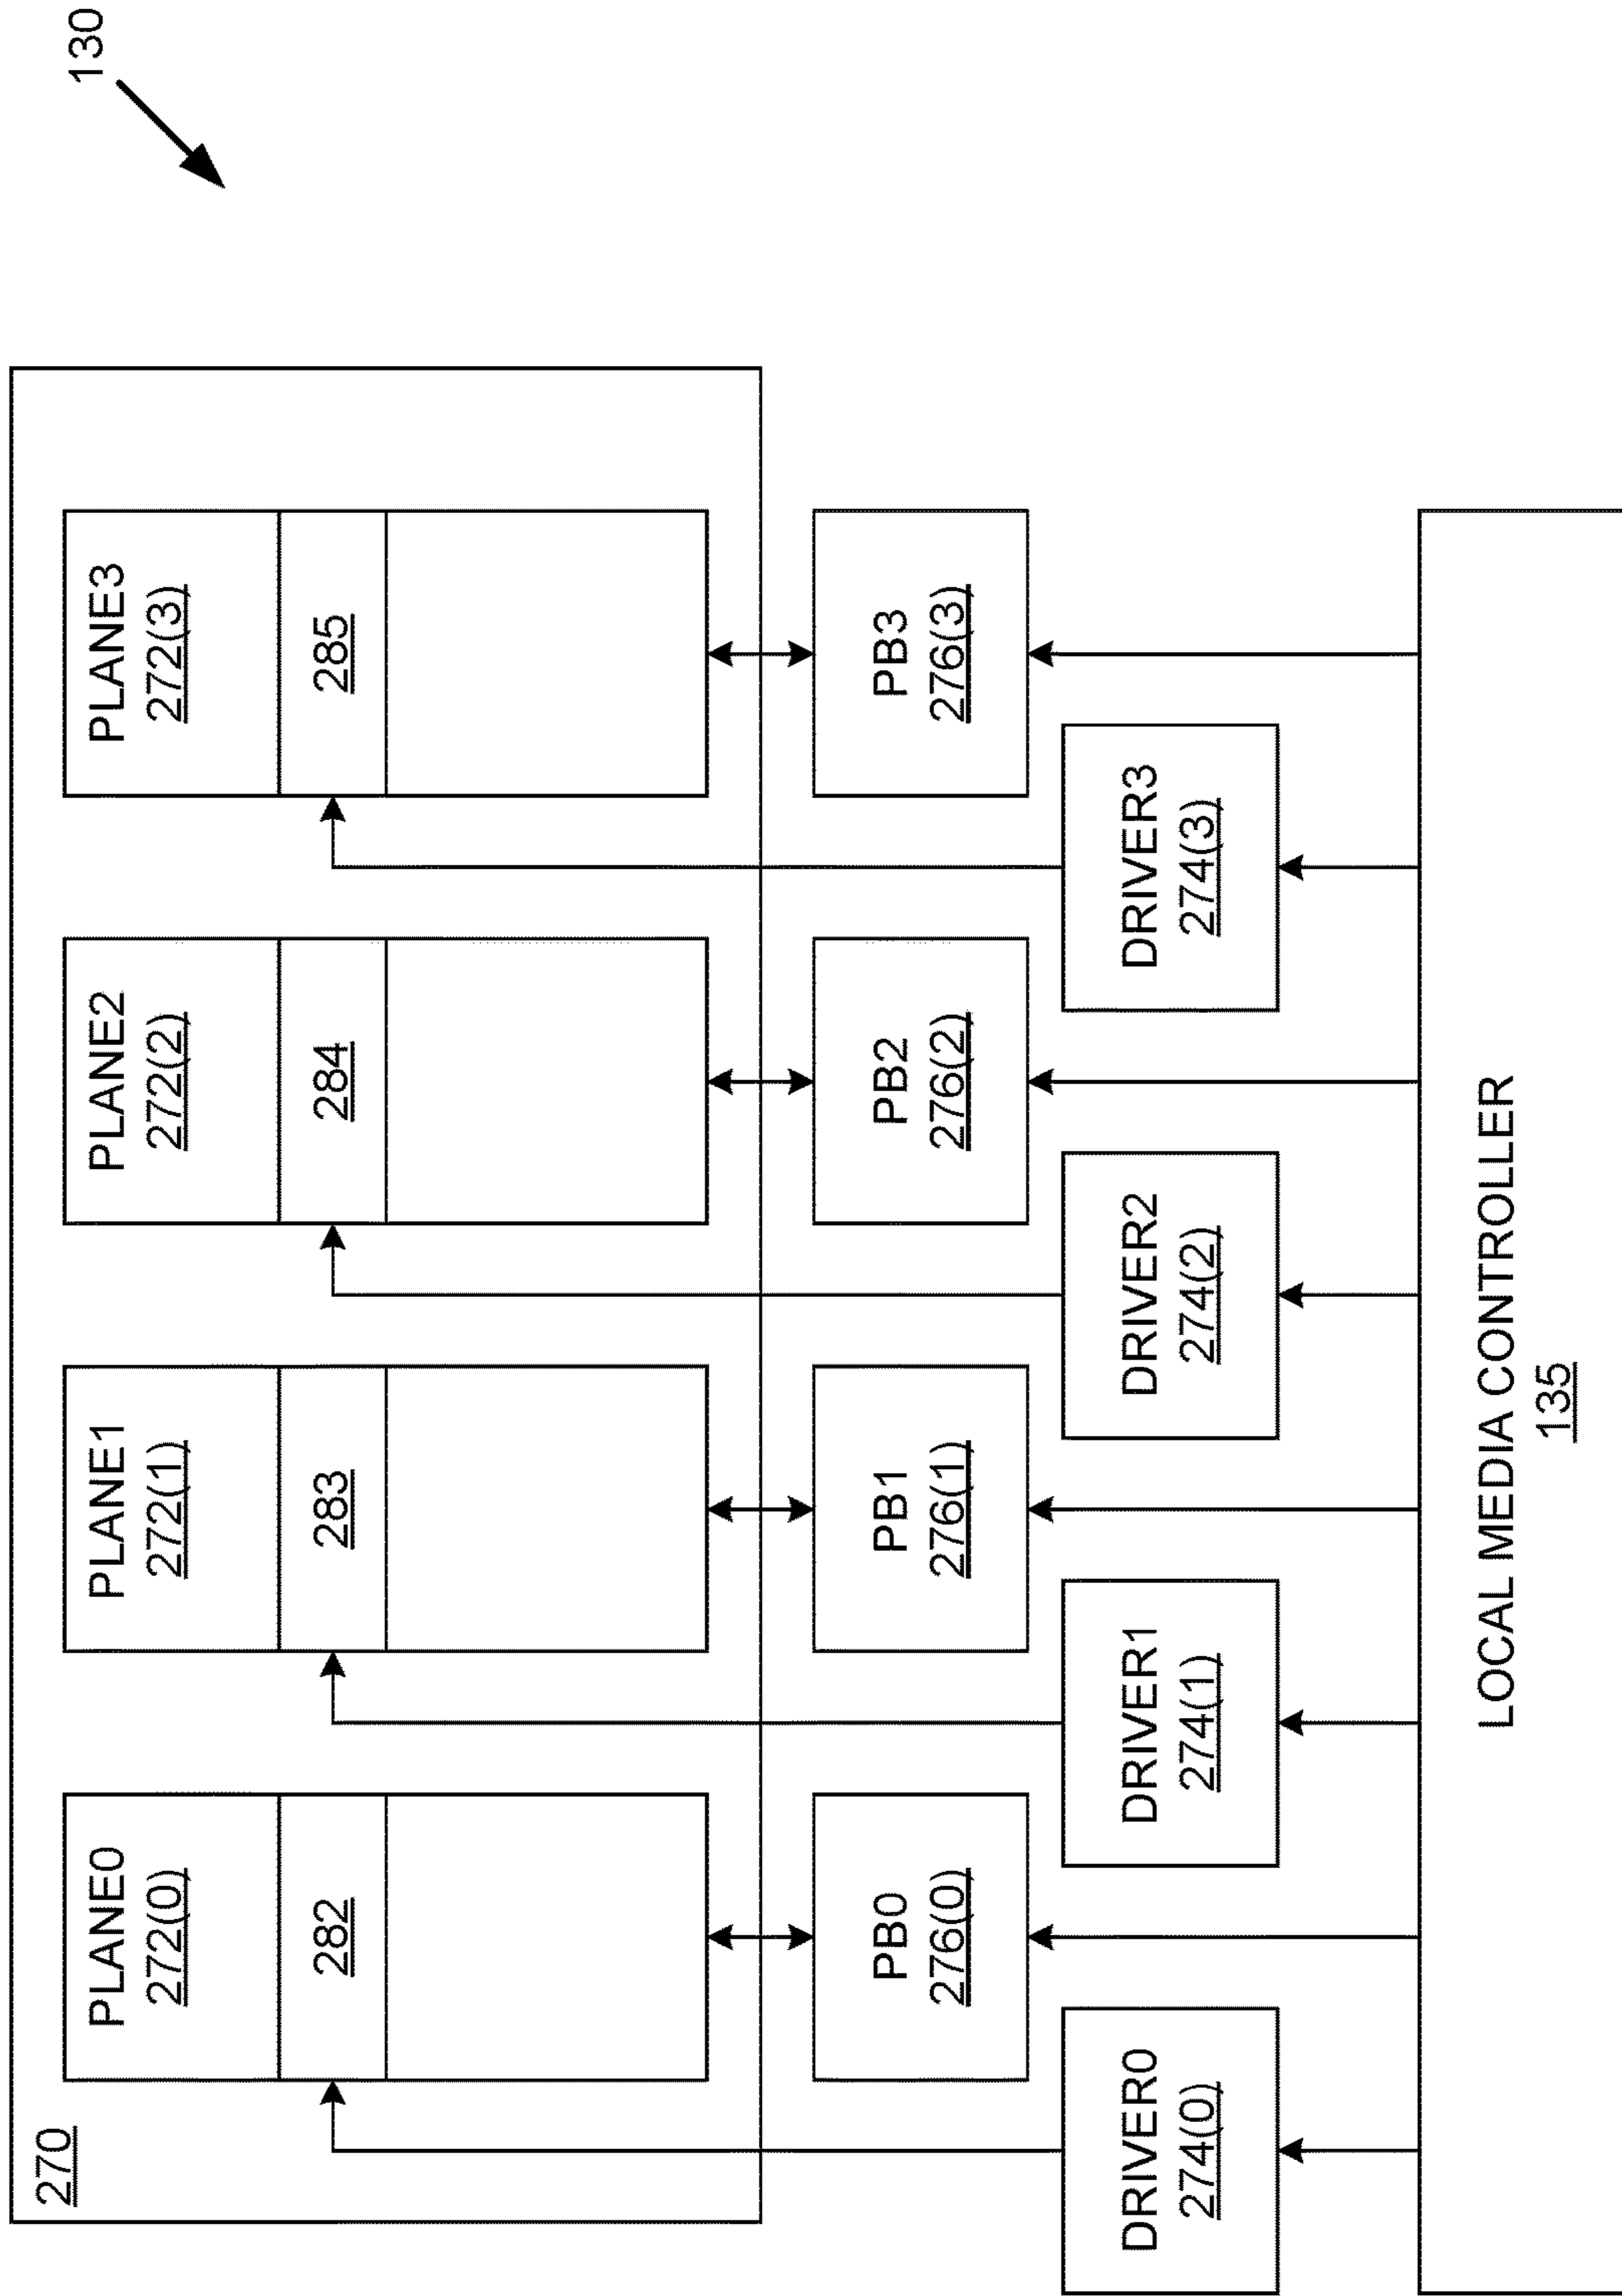 130
270
PLANE0
272(0)
282
PLANE1
272(1)
283
PLANE2
272(2)
284
PLANE3
272(3)
285
PB0
276(0)
PB1
276(1)
PB2
276(2)
PB3
276(3)
DRIVER0
274(0)
DRIVER1
274(1)
DRIVER2
274(2)
DRIVER3
274(3)
LOCAL MEDIA CONTROLLER
135